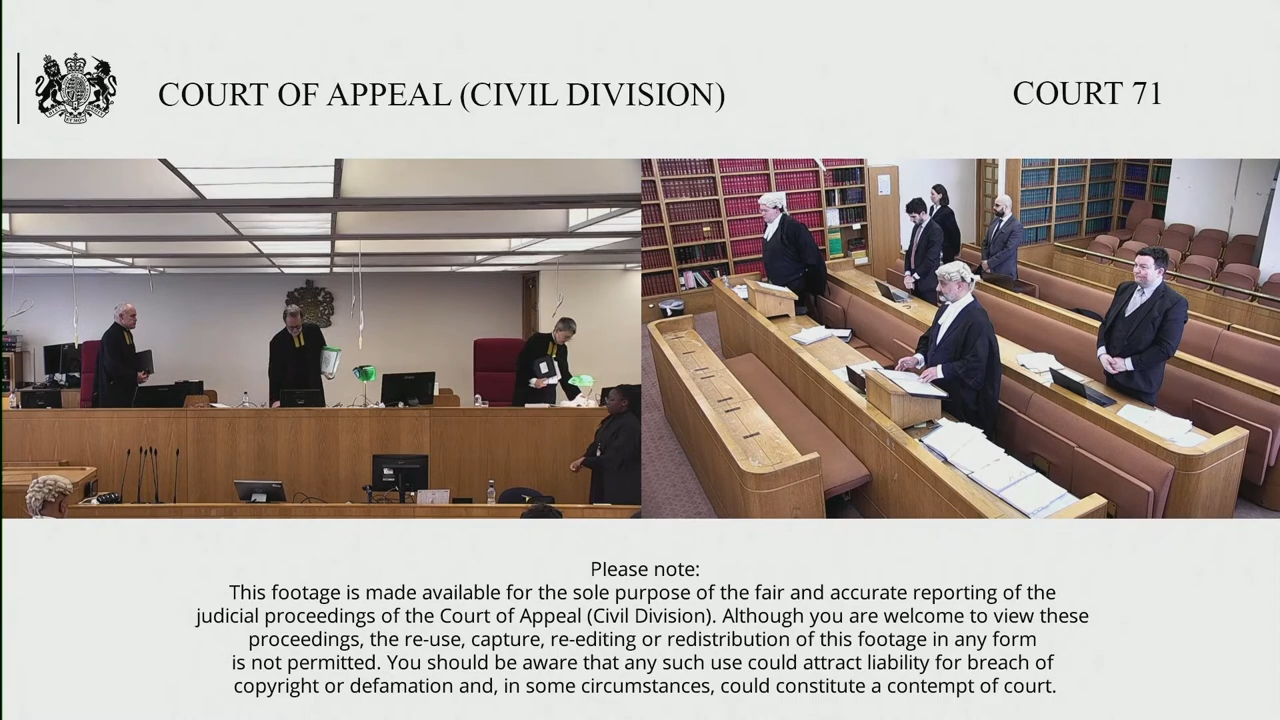 COURT OF APPEAL (CIVIL DIVISION)
COURT 71
Please note:
This footage is made available for the sole purpose of the fair and accurate reporting of the
judicial proceedings of the Court of Appeal (Civil Division). Although you are welcome to view these
proceedings, the re-use, capture, re-editing or redistribution of this footage in any form
is not permitted. You should be aware that any such use could attract liability for breach of
copyright or defamation and, in some circumstances, could constitute a contempt of court.